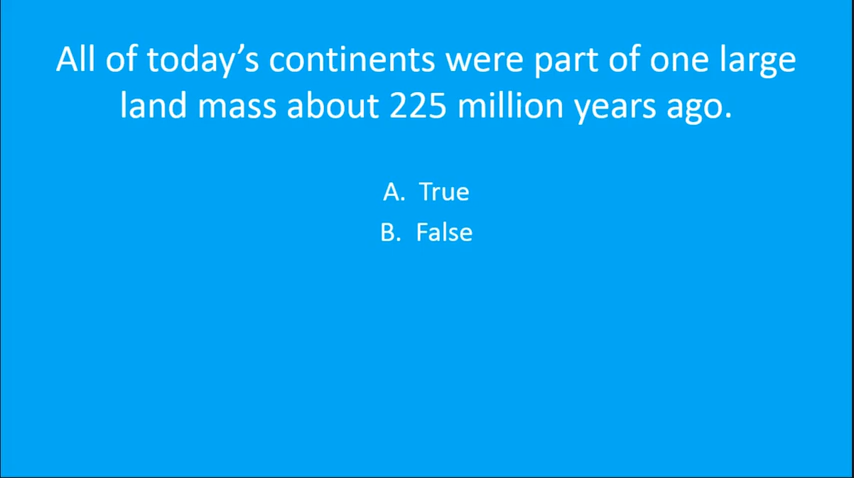 All of today’s continents were part of one large
land mass about 225 million years ago.
A. True
B. False